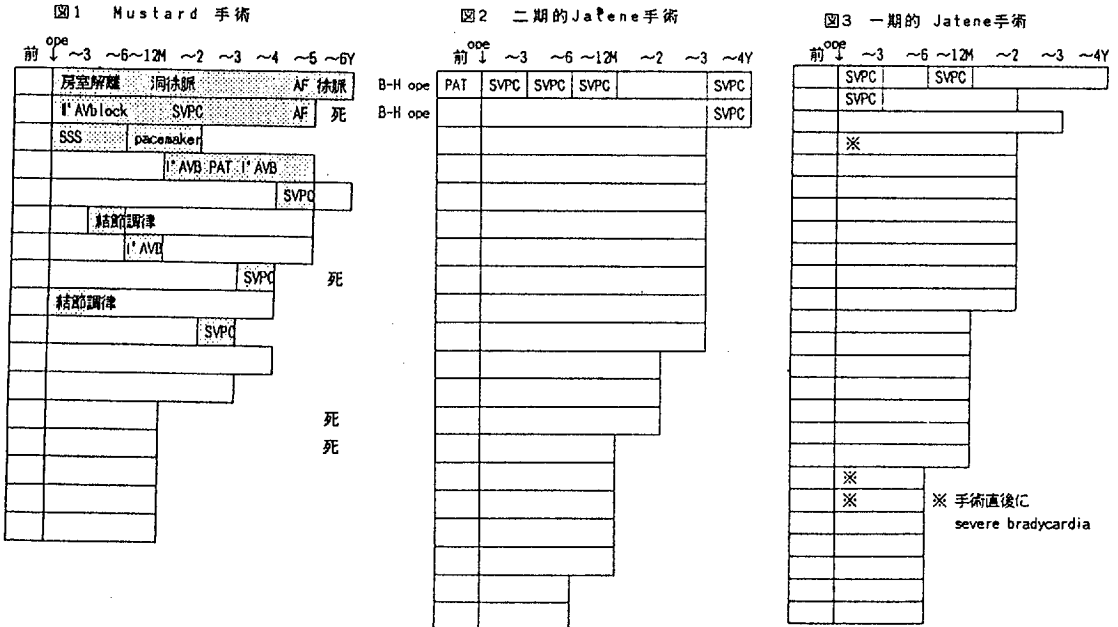 図1 Mustard 手術
前 ope ～3 ～6 ～12M ～2 ～3 ～4 ～5 ～6Y
房室解離 洞徐脈 AF 徐脈
I°AVblock SVPC AF 死
SSS pacemaker
I°AVB PAT I°AVB
SVPC
結節調律
I°AVB
SVPC 死
結節調律
SVPC
死
死
図2 二期的Jatene手術
前 ope ～3 ～6 ～12M ～2 ～3 ～4Y
B-H ope PAT SVPC SVPC SVPC SVPC
B-H ope SVPC
図3 一期的 Jatene手術
前 ope ～3 ～6 ～12M ～2 ～3 ～4Y
SVPC SVPC
SVPC
※
※
※ ※ 手術直後に
severe bradycardia